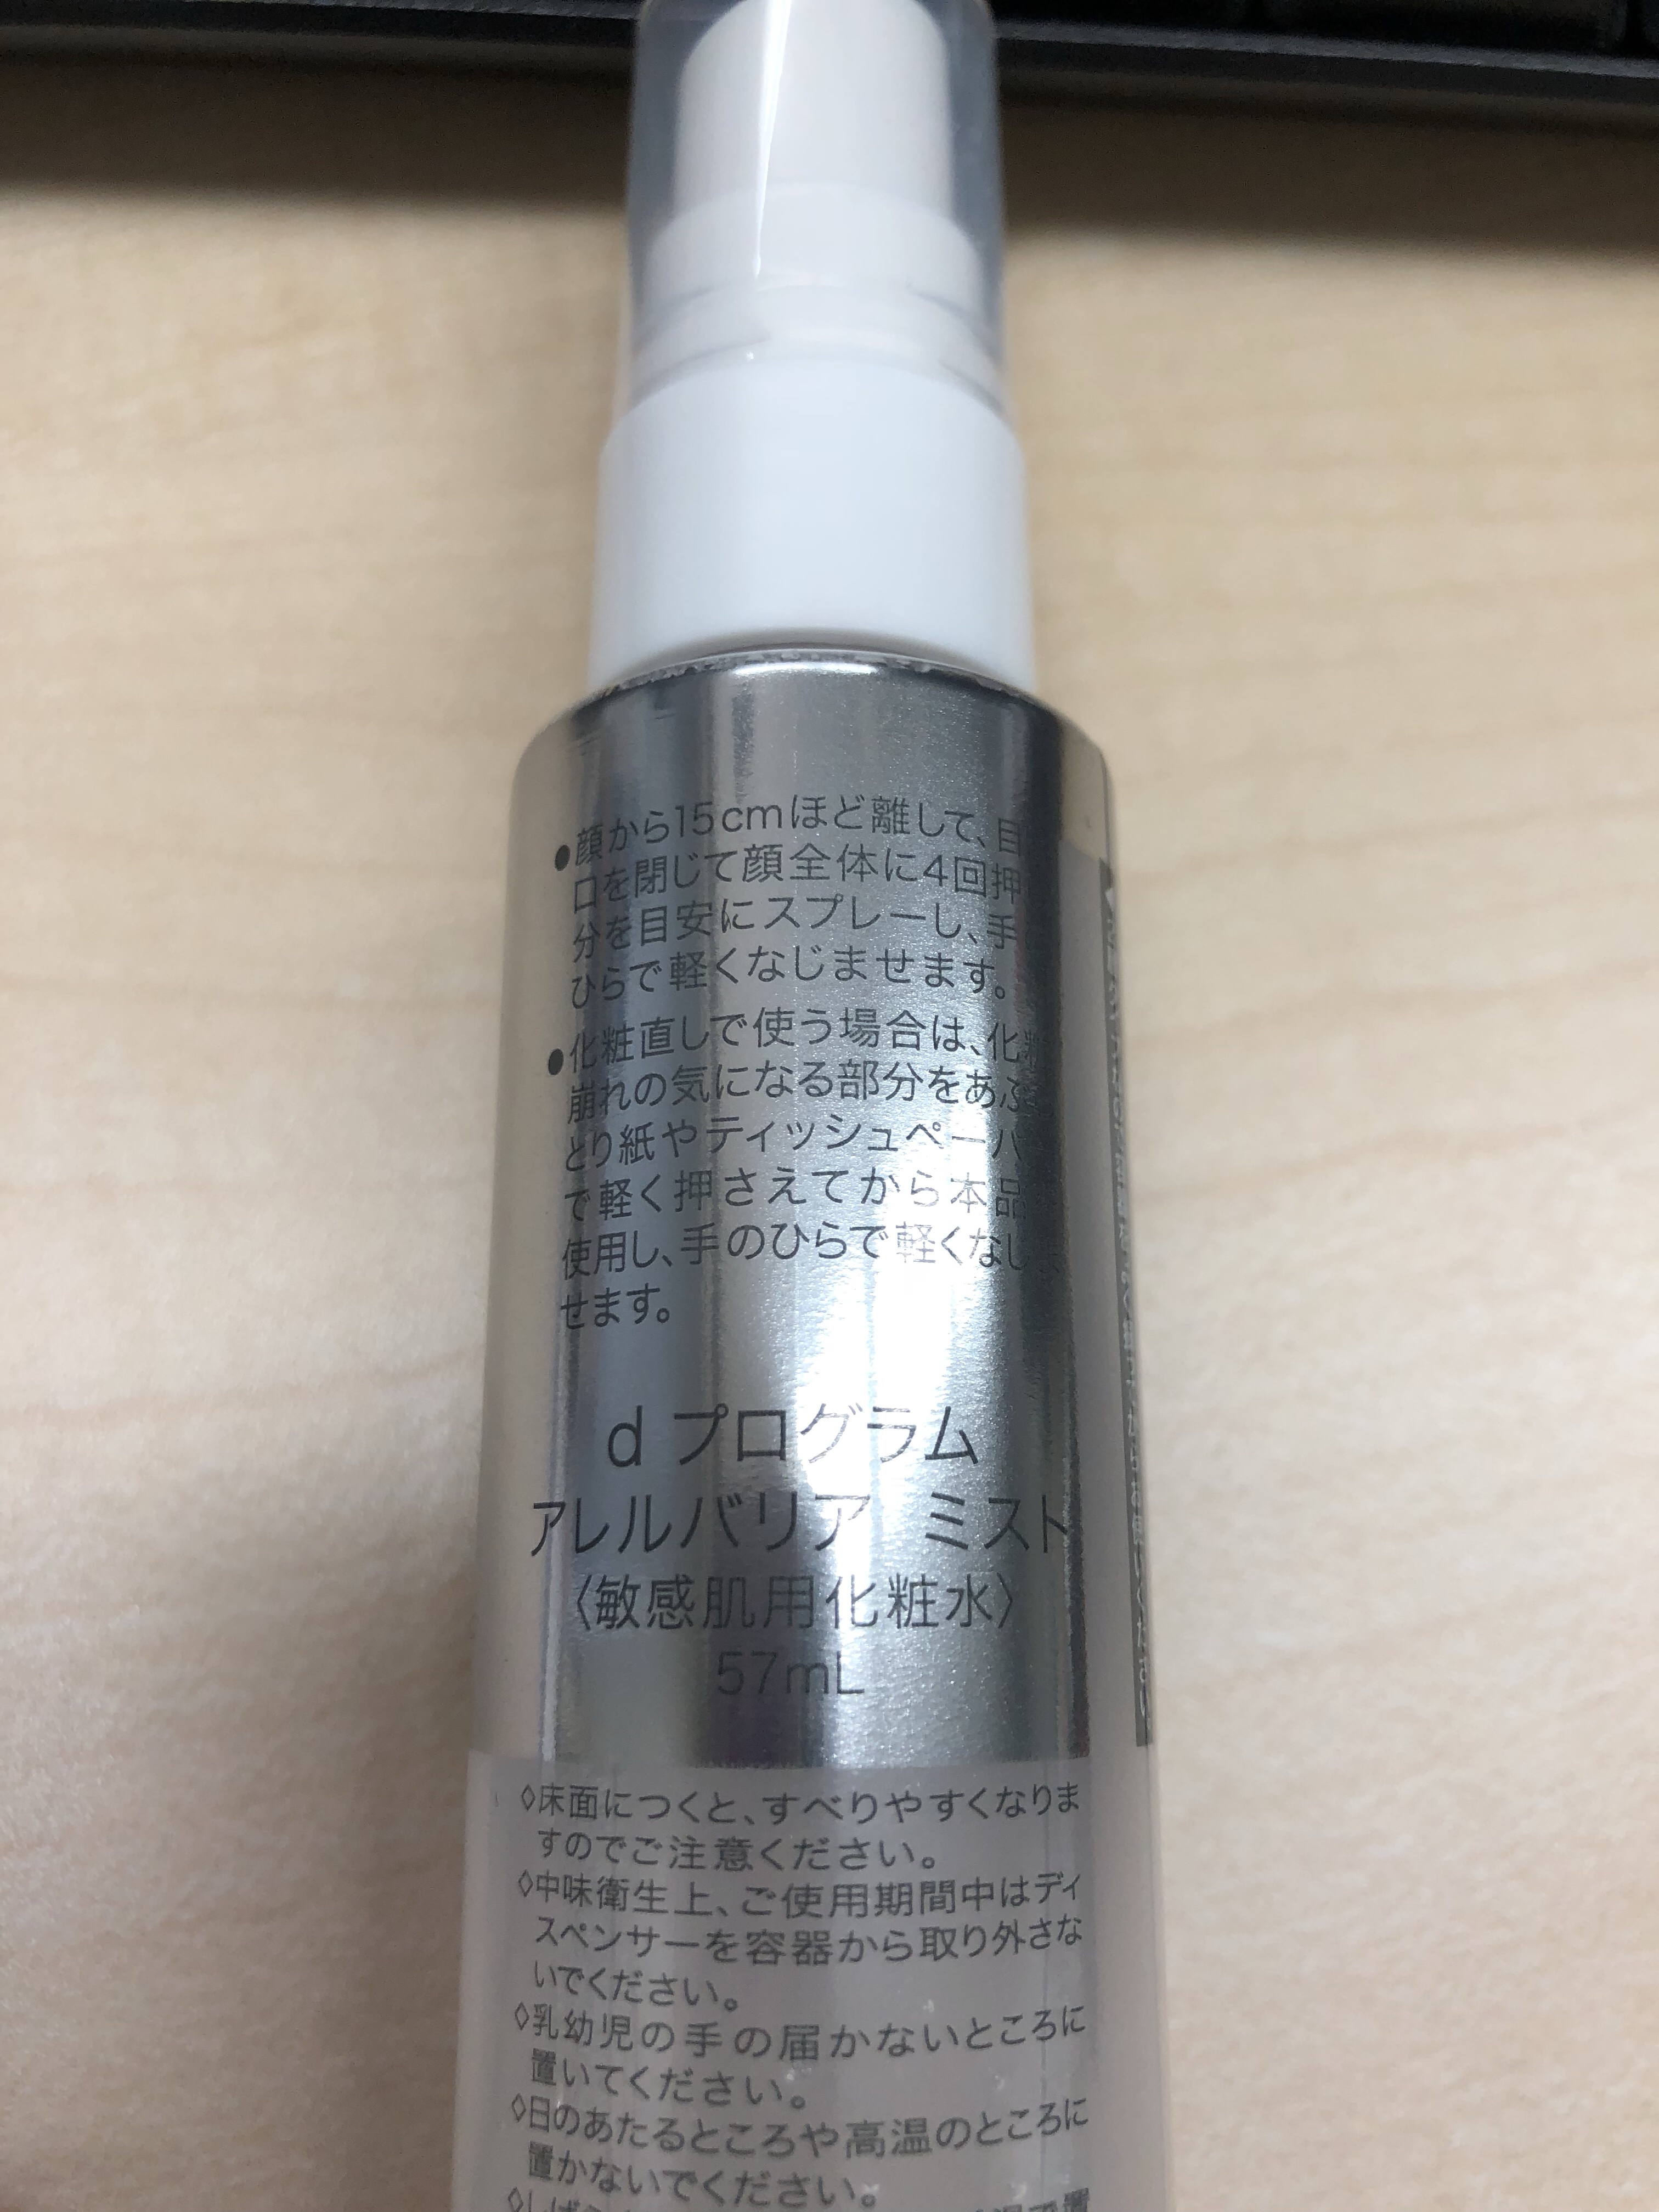 ●顔から15cmほど離して、目
口を閉じて顔全体に4回押
分を目安にスプレーし、手
ひらで軽くなじませます。
●化粧直しで使う場合は、化粧
崩れの気になる部分をあぶ
とり紙やティッシュペーパ
で軽く押さえてから本品
使用し、手のひらで軽くなじま
せます。
d プログラム
アレルバリア ミスト
〈敏感肌用化粧水〉
57mL
◇床面につくと、すべりやすくなりま
すのでご注意ください。
◇中味衛生上、ご使用期間中はディ
スペンサーを容器から取り外さな
いでください。
◇乳幼児の手の届かないところに
置いてください。
◇日のあたるところや高温のところに
置かないでください。